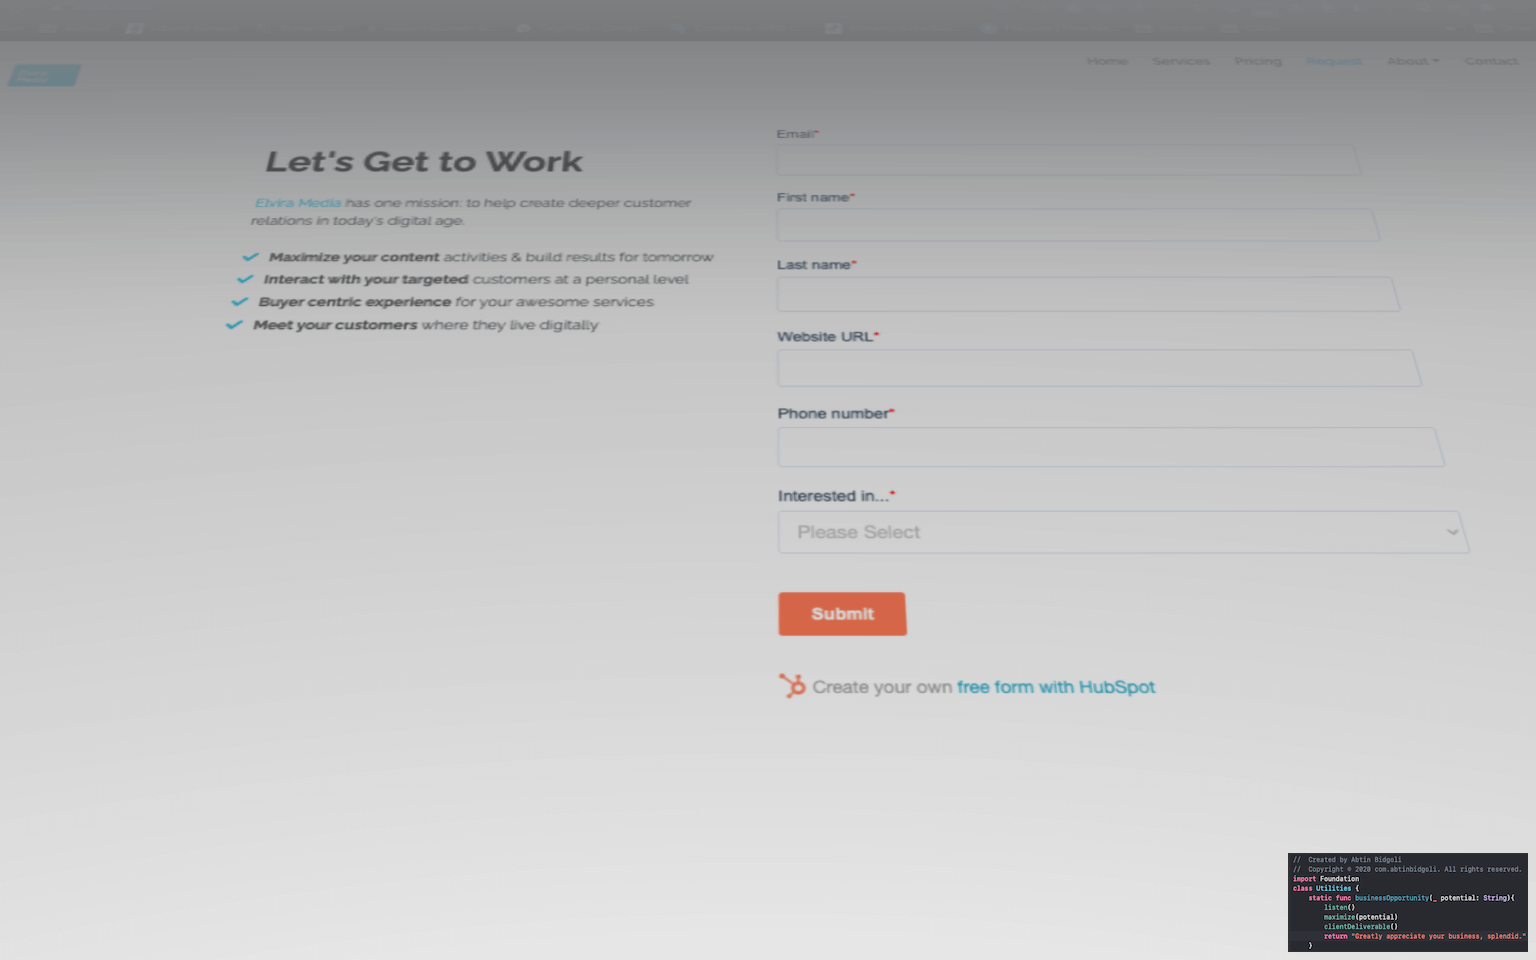 Home Services Pricing Request About Contact
Let's Get to Work
Elvira Media has one mission: to help create deeper customer
relations in today's digital age.
Maximize your content activities & build results for tomorrow
Interact with your targeted customers at a personal level
Buyer centric experience for your awesome services
Meet your customers where they live digitally
Email*
First name*
Last name*
Website URL*
Phone number*
Interested in...*
Please Select
Submit
Create your own free form with HubSpot
// Created by Abtin Bidgoli
// Copyright © 2020 com.abtinbidgoli. All rights reserved.
import Foundation
class Utilities {
static func businessOpportunity(_ potential: String){
listen()
maximize(potential)
clientDeliverable()
return "Greatly appreciate your business, splendid."
}